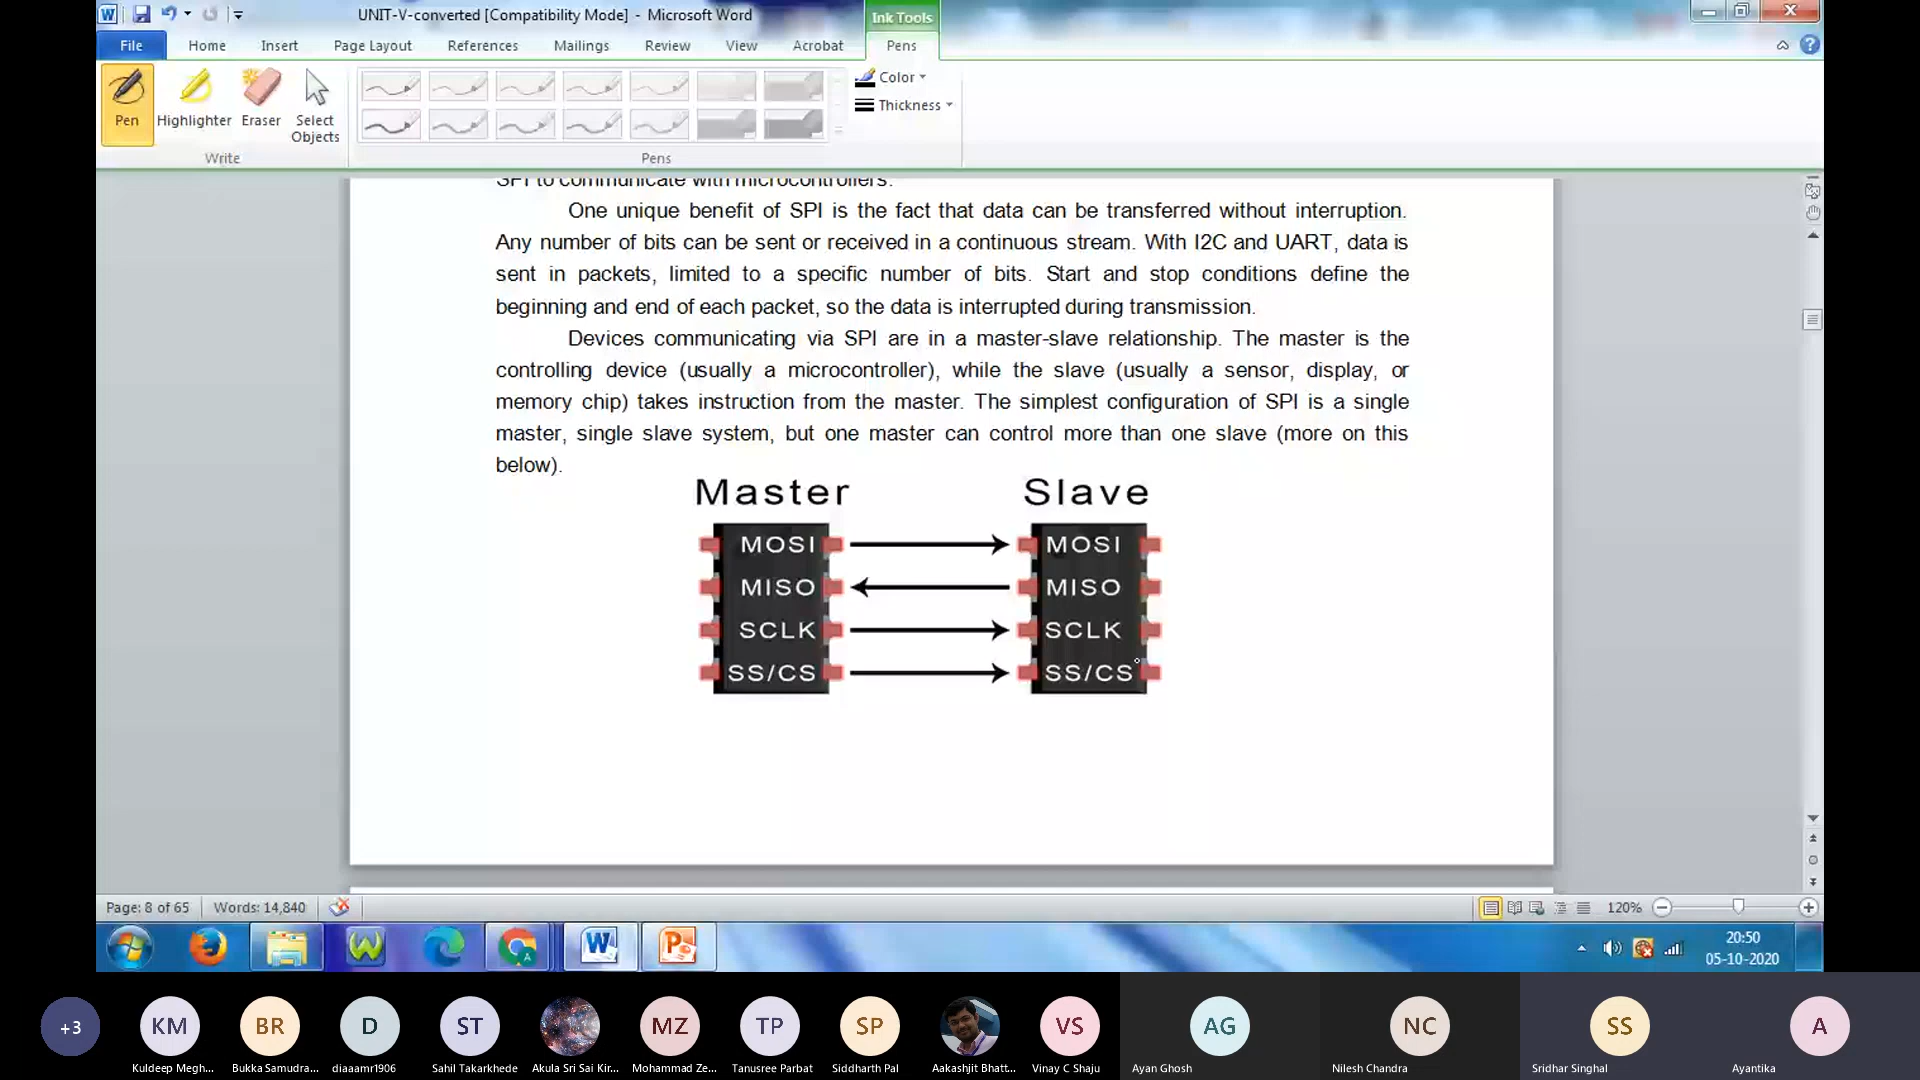 UNIT-V-converted [Compatibility Mode] - Microsoft Word
Ink Tools
File Home Insert Page Layout References Mailings Review View Acrobat Pens
Pen Highlighter Eraser Select Objects
Color
Thickness
Write Pens
SPI to communicate with microcontrollers.
One unique benefit of SPI is the fact that data can be transferred without interruption.
Any number of bits can be sent or received in a continuous stream. With I2C and UART, data is
sent in packets, limited to a specific number of bits. Start and stop conditions define the
beginning and end of each packet, so the data is interrupted during transmission.
Devices communicating via SPI are in a master-slave relationship. The master is the
controlling device (usually a microcontroller), while the slave (usually a sensor, display, or
memory chip) takes instruction from the master. The simplest configuration of SPI is a single
master, single slave system, but one master can control more than one slave (more on this
below).
Master Slave
MOSI MOSI
MISO MISO
SCLK SCLK
SS/CS SS/CS
Page: 8 of 65 Words: 14,840 120%
20:50
05-10-2020
+3 KM BR D ST MZ TP SP VS AG NC SS A
Kuldeep Megh... Bukka Samudra... diaaamr1906 Sahil Takarkhede Akula Sri Sai Kir... Mohammad Ze... Tanusree Parbat Siddharth Pal Aakashjit Bhatt... Vinay C Shaju Ayan Ghosh Nilesh Chandra Sridhar Singhal Ayantika